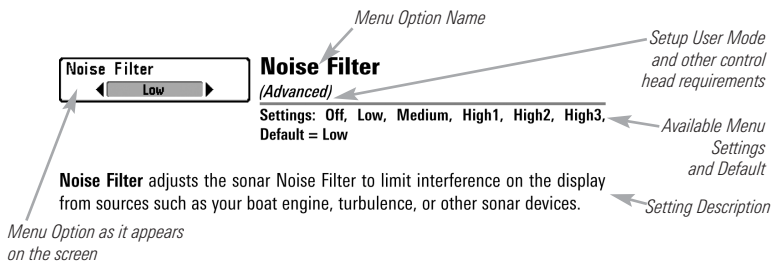 Menu Option Name
Setup User Mode
and other control
head requirements
Noise Filter
Low
Noise Filter
(Advanced)
Settings: Off, Low, Medium, High1, High2, High3,
Default = Low
Available Menu
Settings
and Default
Noise Filter adjusts the sonar Noise Filter to limit interference on the display
from sources such as your boat engine, turbulence, or other sonar devices.
Setting Description
Menu Option as it appears
on the screen